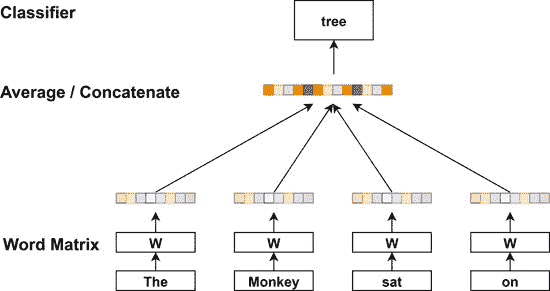 Classifier
tree
Average / Concatenate
Word Matrix
W W W W
The Monkey sat on